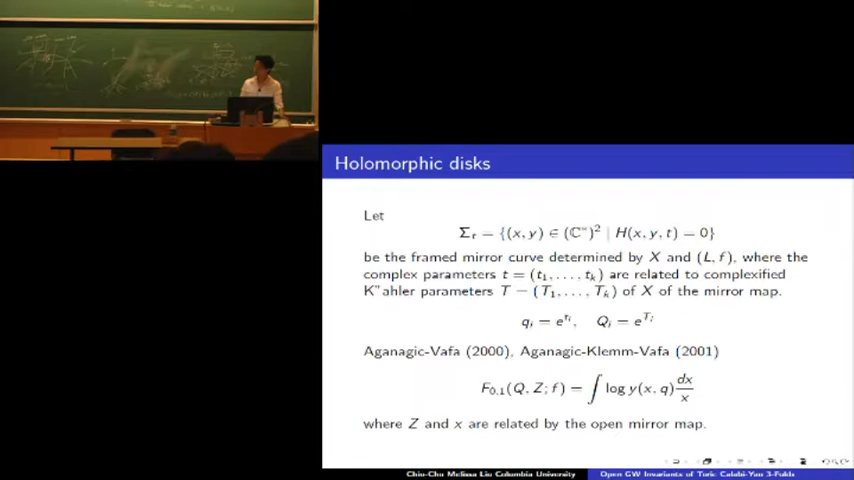 Holomorphic disks
Let
Σ_t = {(x, y) ∈ (ℂ*)² | H(x, y, t) = 0}
be the framed mirror curve determined by X and (L, f), where the
complex parameters t = (t₁, . . . , t_k) are related to complexified
K"ahler parameters T = (T₁, . . . , T_k) of X of the mirror map.
q_i = e^{t_i}, Q_i = e^{T_i}
Aganagic-Vafa (2000), Aganagic-Klemm-Vafa (2001)
F_{0,1}(Q, Z; f) = ∫ log y(x, q) dx/x
where Z and x are related by the open mirror map.
Chiu-Chu Melissa Liu Columbia University
Open GW Invariants of Toric Calabi-Yau 3-Folds